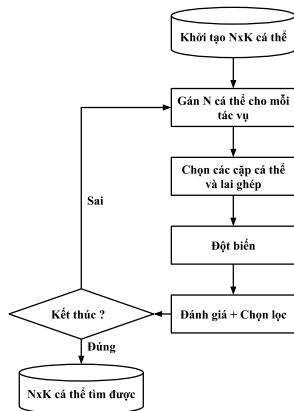 Khởi tạo NxK cá thể
Gán N cá thể cho mỗi
tác vụ
Chọn các cặp cá thể
và lai ghép
Sai
Đột biến
Kết thúc ?
Đánh giá + Chọn lọc
Đúng
NxK cá thể tìm được